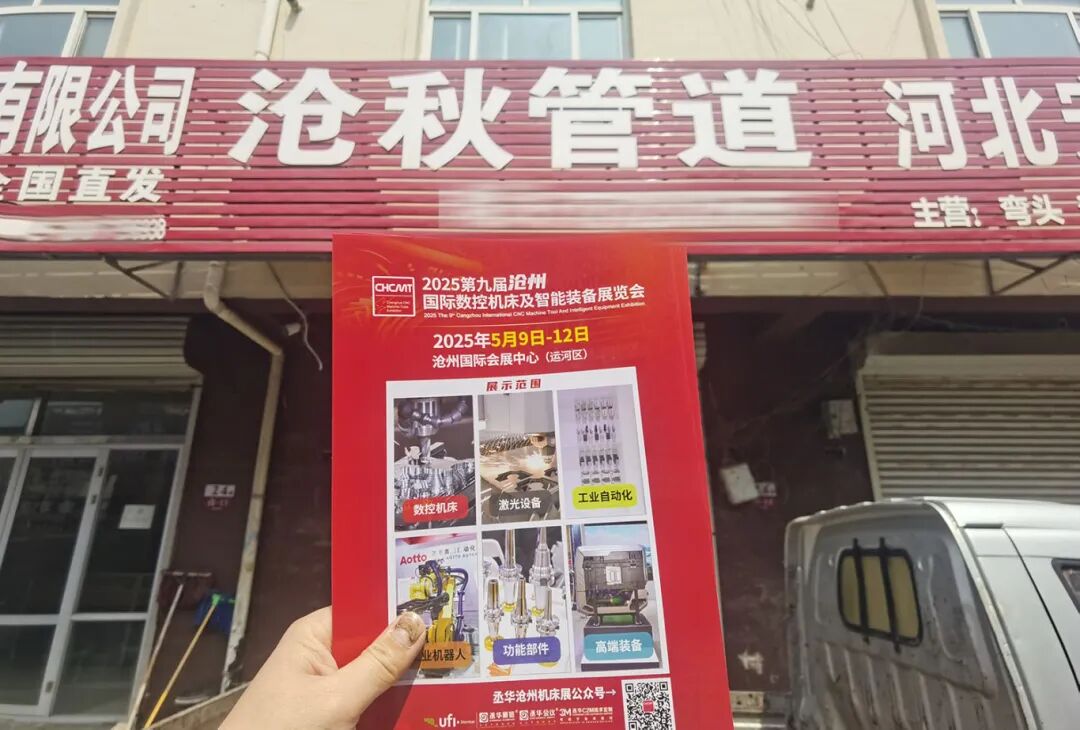 有限公司
全国直发
沧秋管道
河北
主营：弯头
CHCMT
2025第九届沧州
国际数控机床及智能装备展览会
2025 The 9th Cangzhou International CNC Machine Tool And Intelligent Equipment Exhibition
2025年5月9日-12日
沧州国际会展中心（运河区）
展示范围
数控机床
激光设备
工业自动化
Aotto
业机器人
功能部件
高端装备
丞华沧州机床展公众号→
ufi